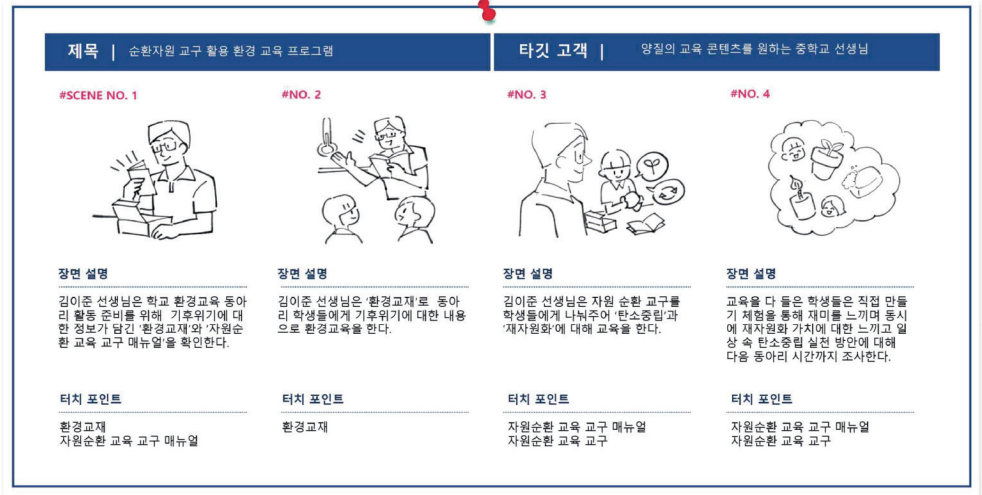 제목 | 순환자원 교구 활용 환경 교육 프로그램
타깃 고객 | 양질의 교육 콘텐츠를 원하는 중학교 선생님
#SCENE NO. 1
장면 설명
김이준 선생님은 학교 환경교육 동아
리 활동 준비를 위해 기후위기에 대
한 정보가 담긴 '환경교재'와 '자원순
환 교육 교구 매뉴얼'을 확인한다.
터치 포인트
환경교재
자원순환 교육 교구 매뉴얼
#NO. 2
장면 설명
김이준 선생님은 '환경교재'로 동아
리 학생들에게 기후위기에 대한 내용
으로 환경교육을 한다.
터치 포인트
환경교재
#NO. 3
장면 설명
김이준 선생님은 자원 순환 교구를
학생들에게 나눠주어 '탄소중립'과
'재자원화'에 대해 교육을 한다.
터치 포인트
자원순환 교육 교구 매뉴얼
자원순환 교육 교구
#NO. 4
장면 설명
교육을 다 들은 학생들은 직접 만들
기 체험을 통해 재미를 느끼며 동시
에 재자원화 가치에 대한 느끼고 일
상 속 탄소중립 실천 방안에 대해
다음 동아리 시간까지 조사한다.
터치 포인트
자원순환 교육 교구 매뉴얼
자원순환 교육 교구